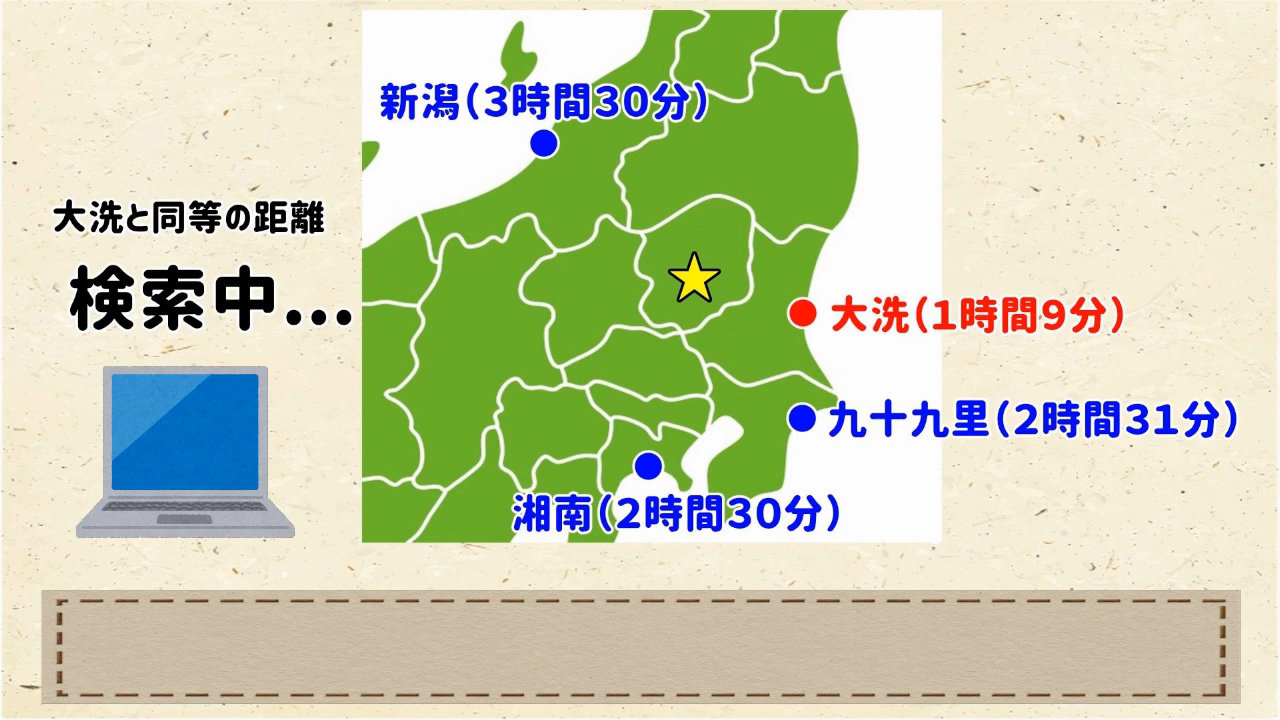 新潟(3時間30分)
大洗と同等の距離
検索中...
大洗(1時間9分)
九十九里(2時間31分)
湘南(2時間30分)